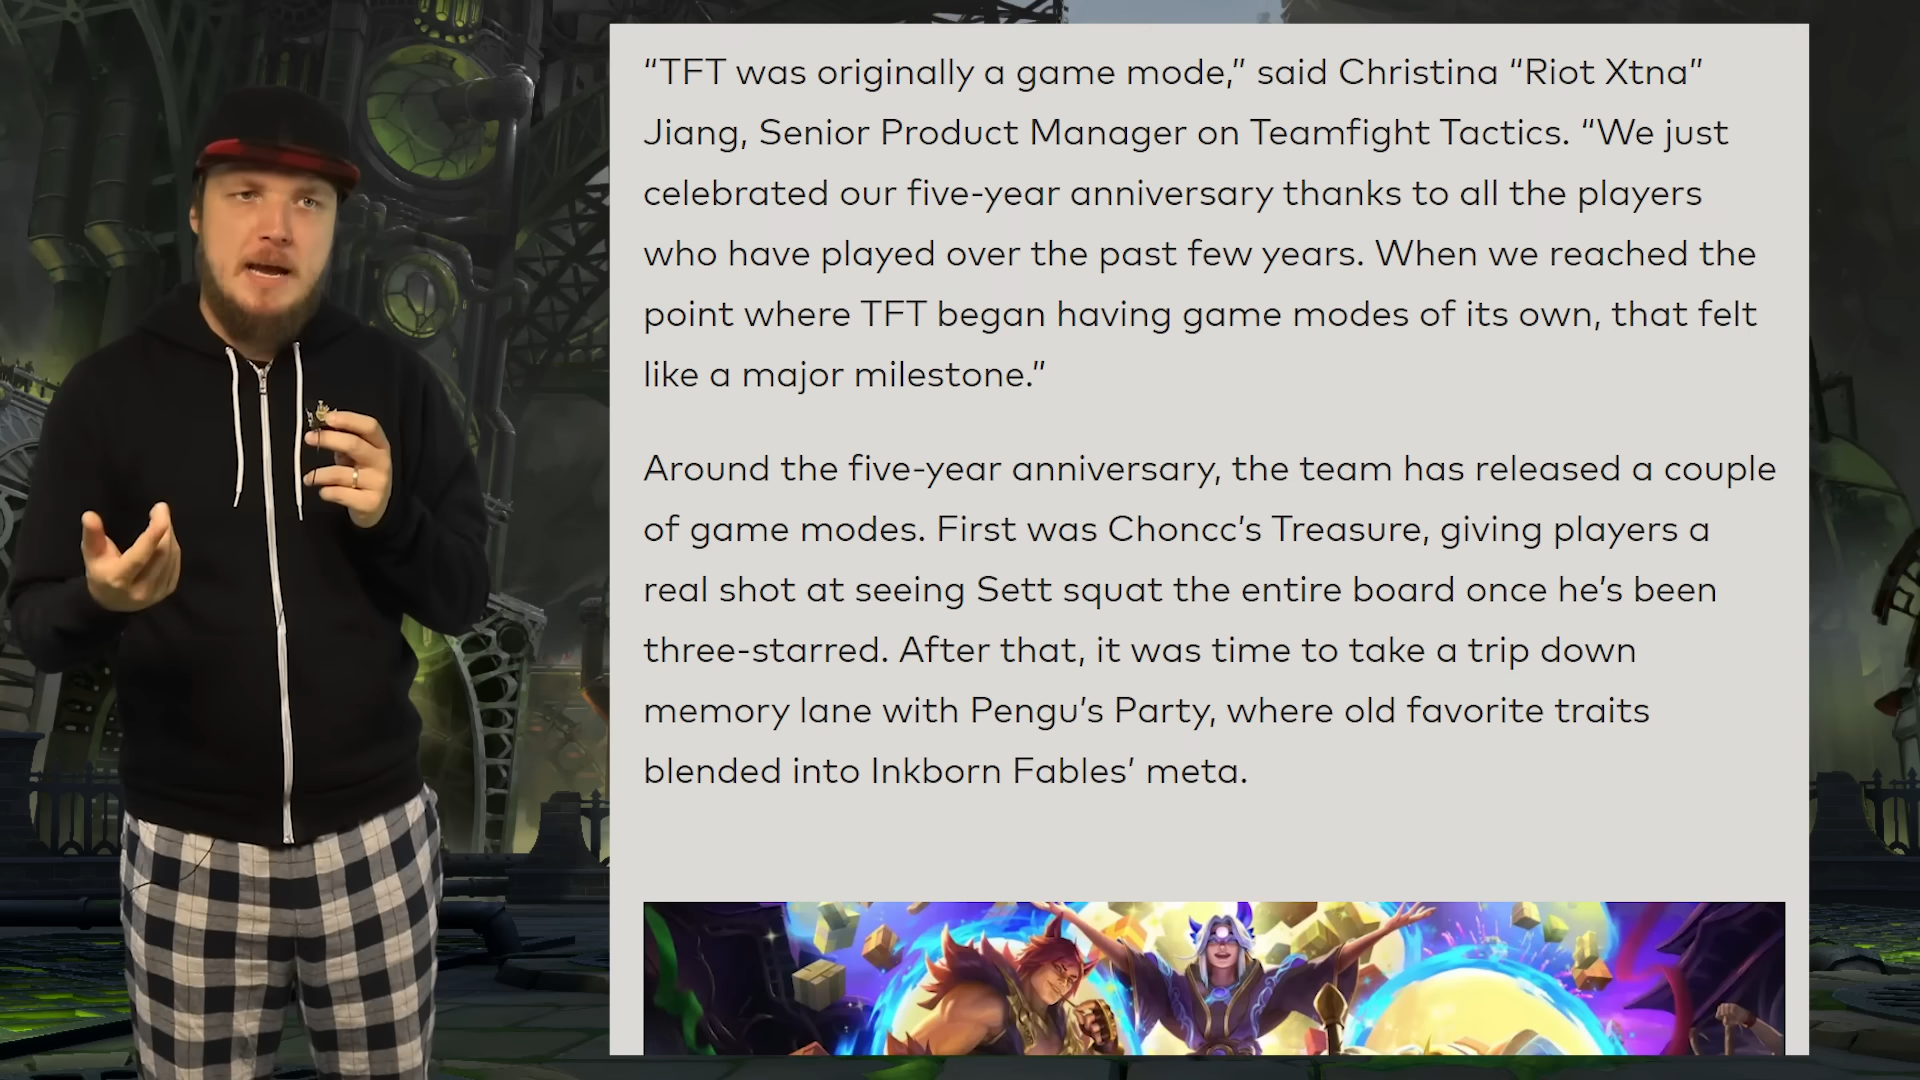 “TFT was originally a game mode,” said Christina “Riot Xtna”
Jiang, Senior Product Manager on Teamfight Tactics. “We just
celebrated our five-year anniversary thanks to all the players
who have played over the past few years. When we reached the
point where TFT began having game modes of its own, that felt
like a major milestone.”
Around the five-year anniversary, the team has released a couple
of game modes. First was Choncc’s Treasure, giving players a
real shot at seeing Sett squat the entire board once he’s been
three-starred. After that, it was time to take a trip down
memory lane with Pengu’s Party, where old favorite traits
blended into Inkborn Fables’ meta.